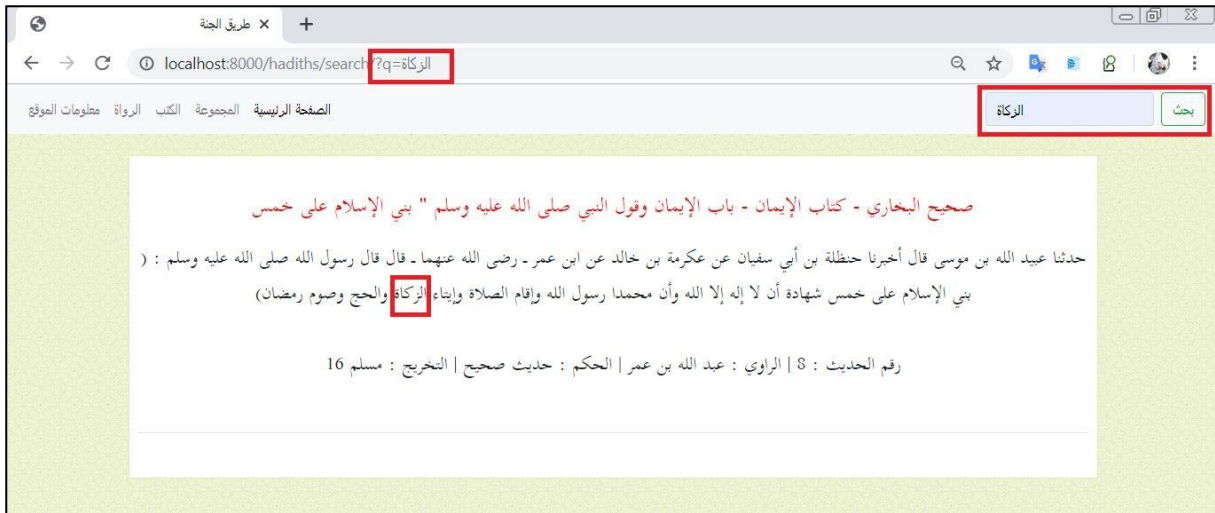 طريق الجنة
localhost:8000/hadiths/search/?q=الزكاة
الصفحة الرئيسية المجموعة الكتب الرواة معلومات الموقع
الزكاة
بحث
صحيح البخاري - كتاب الإيمان - باب الإيمان وقول النبي صلى الله عليه وسلم " بني الإسلام على خمس
حدثنا عبيد الله بن موسى قال أخبرنا حنظلة بن أبي سفيان عن عكرمة بن خالد عن ابن عمر ـ رضى الله عنهما ـ قال قال رسول الله صلى الله عليه وسلم : (
بني الإسلام على خمس شهادة أن لا إله إلا الله وأن محمدا رسول الله وإقام الصلاة وإيتاء الزكاة والحج وصوم رمضان)
رقم الحديث : 8 | الراوي : عبد الله بن عمر | الحكم : حديث صحيح | التخريج : مسلم 16